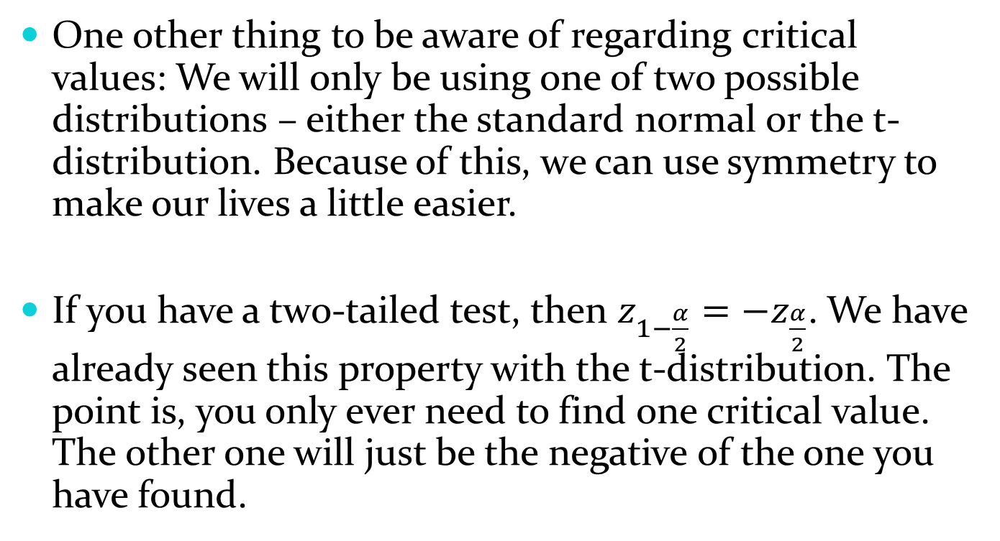 • One other thing to be aware of regarding critical
values: We will only be using one of two possible
distributions – either the standard normal or the t-
distribution. Because of this, we can use symmetry to
make our lives a little easier.
• If you have a two-tailed test, then $z_{1-\frac{\alpha}{2}} = -z_{\frac{\alpha}{2}}$. We have
already seen this property with the t-distribution. The
point is, you only ever need to find one critical value.
The other one will just be the negative of the one you
have found.